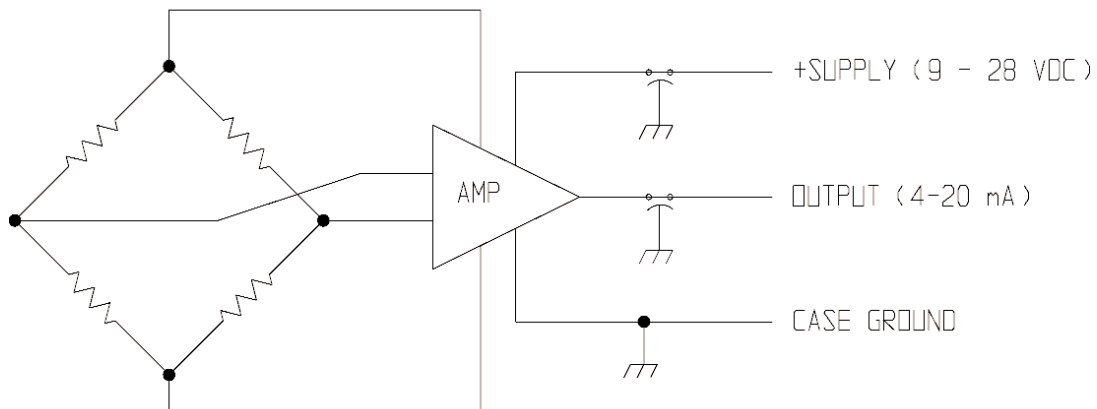 +SUPPLY (9 - 28 VDC)
AMP
OUTPUT (4-20 mA)
CASE GROUND